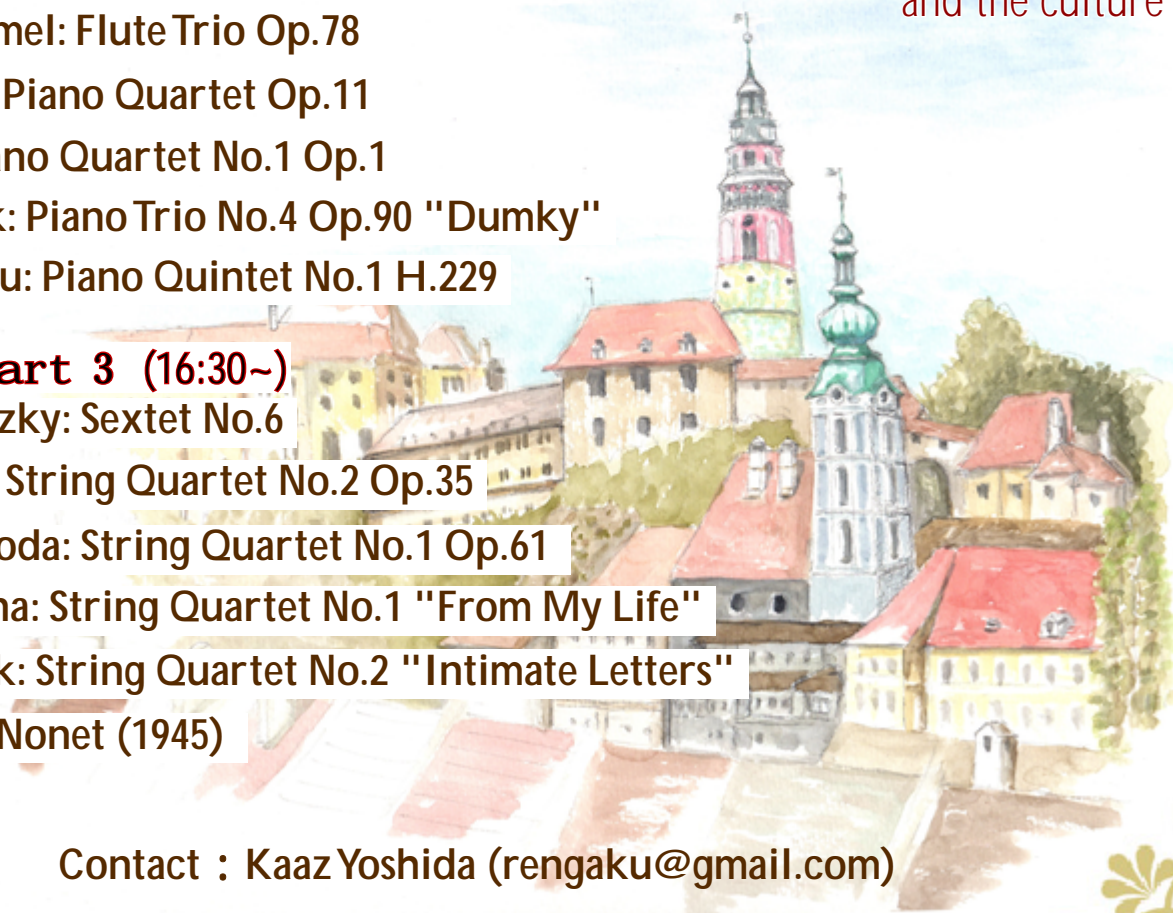 and the culture
mel: Flute Trio Op.78
Piano Quartet Op.11
no Quartet No.1 Op.1
k: Piano Trio No.4 Op.90 "Dumky"
u: Piano Quintet No.1 H.229
art 3 (16:30~)
zky: Sextet No.6
String Quartet No.2 Op.35
oda: String Quartet No.1 Op.61
na: String Quartet No.1 "From My Life"
k: String Quartet No.2 "Intimate Letters"
Nonet (1945)
Contact : Kaaz Yoshida (rengaku@gmail.com)